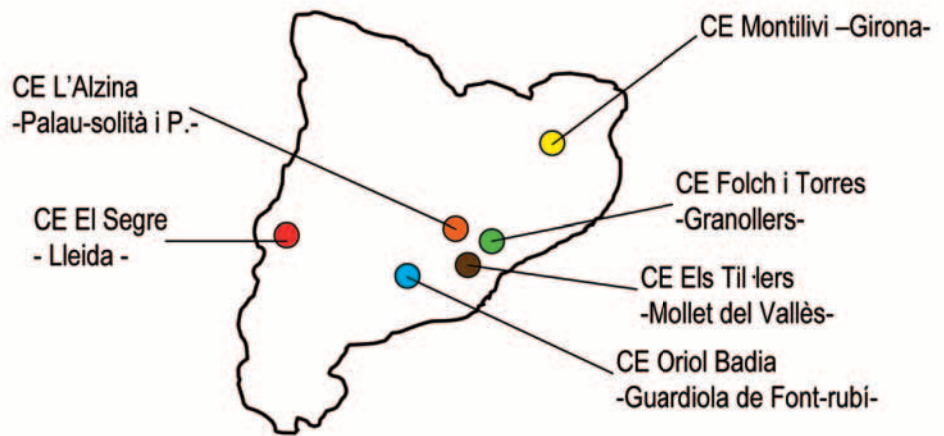 CE Montilivi –Girona-
CE L'Alzina
-Palau-solità i P.-
CE Folch i Torres
-Granollers-
CE El Segre
- Lleida -
CE Els Til·lers
-Mollet del Vallès-
CE Oriol Badia
-Guardiola de Font-rubí-